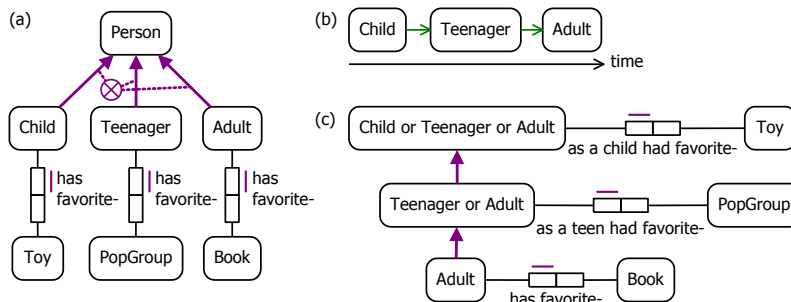 (a)
Person
Child
Teenager
Adult
has favorite-
has favorite-
has favorite-
Toy
PopGroup
Book
(b)
Child
Teenager
Adult
time
(c)
Child or Teenager or Adult
as a child had favorite-
Toy
Teenager or Adult
as a teen had favorite-
PopGroup
Adult
has favorite-
Book